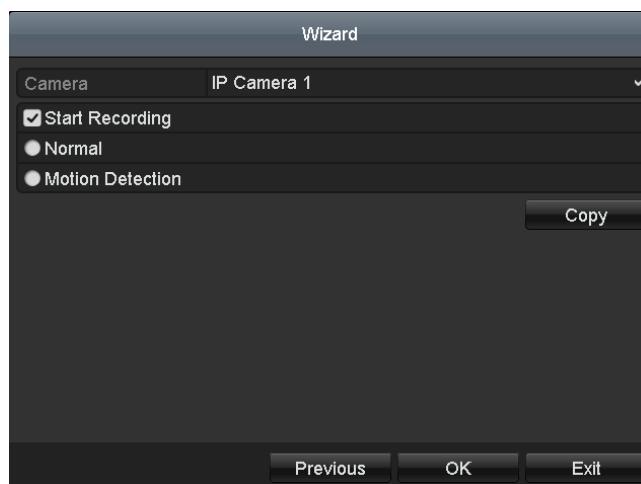 Wizard
Camera IP Camera 1
Start Recording
Normal
Motion Detection
Copy
Previous OK Exit